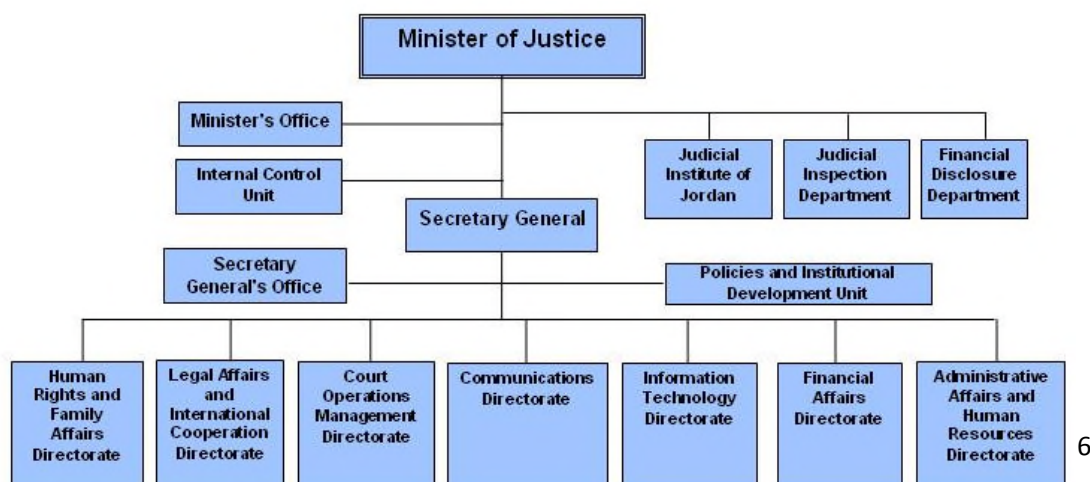 Minister of Justice
Minister's Office
Internal Control
Unit
Judicial
Institute of
Jordan
Judicial
Inspection
Department
Financial
Disclosure
Department
Secretary General
Secretary
General's Office
Policies and Institutional
Development Unit
Human
Rights and
Family
Affairs
Directorate
Legal Affairs
and
International
Cooperation
Directorate
Court
Operations
Management
Directorate
Communications
Directorate
Information
Technology
Directorate
Financial
Affairs
Directorate
Administrative
Affairs and
Human
Resources
Directorate
6